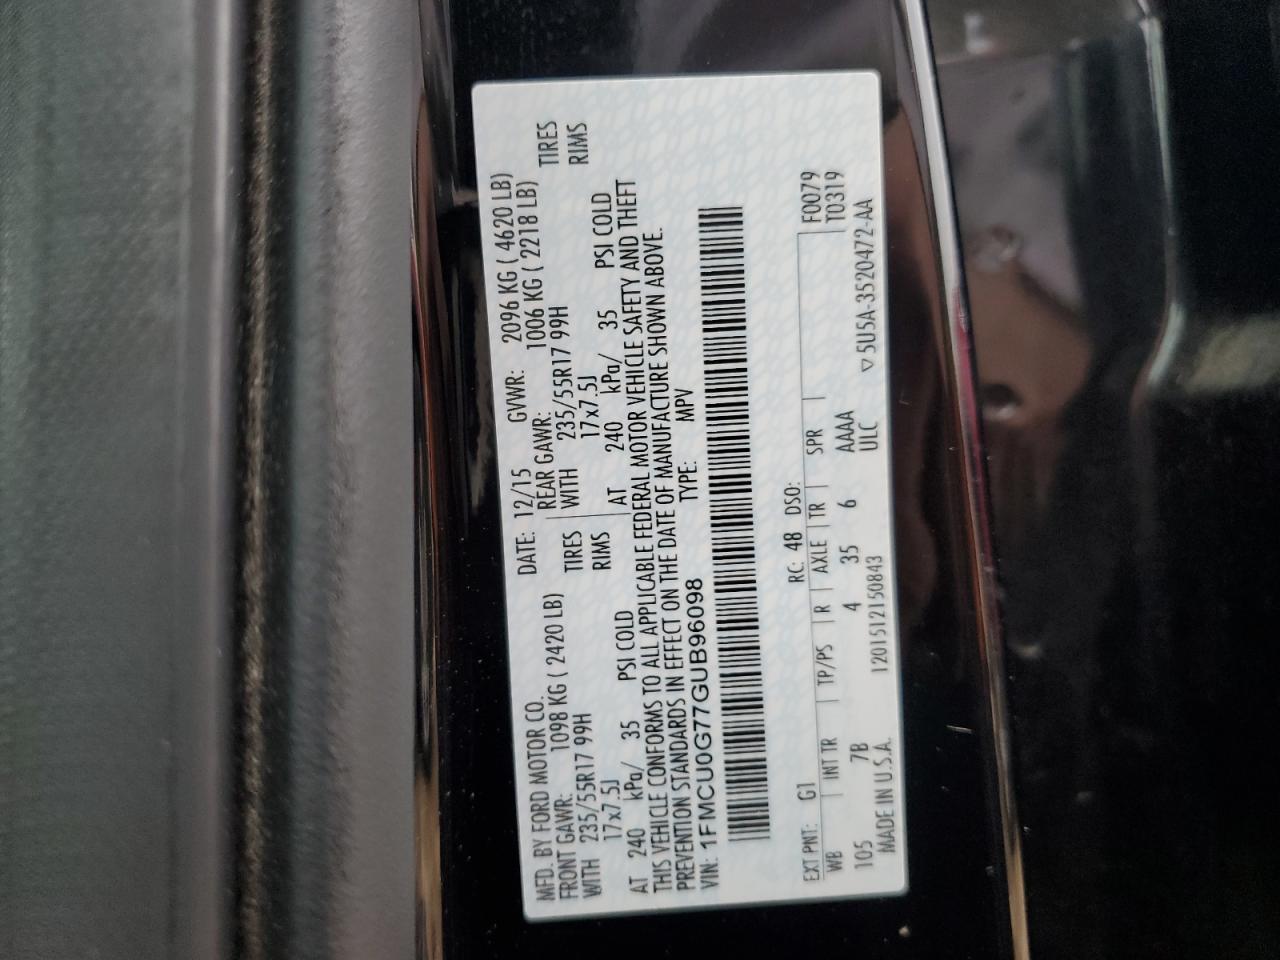 MFD. BY FORD MOTOR CO. DATE: 12/15 GVWR: 2096 KG ( 4620 LB)
FRONT GAWR: 1098 KG ( 2420 LB) REAR GAWR: 1006 KG ( 2218 LB)
WITH 235/55R17 99H TIRES WITH 235/55R17 99H TIRES
17x7.5J RIMS 17x7.5J RIMS
AT 240 kPa/ 35 PSI COLD AT 240 kPa/ 35 PSI COLD
THIS VEHICLE CONFORMS TO ALL APPLICABLE FEDERAL MOTOR VEHICLE SAFETY AND THEFT
PREVENTION STANDARDS IN EFFECT ON THE DATE OF MANUFACTURE SHOWN ABOVE.
VIN: 1FMCU0G77GUB96098 TYPE: MPV
EXT PNT: G1 RC: 48 DSO: F0079
WB INT TR TP/PS R AXLE TR SPR T0319
105 7B 4 35 6 AAAA
MADE IN U.S.A. 1201512150843 ULC ▽ 5U5A-3520472-AA